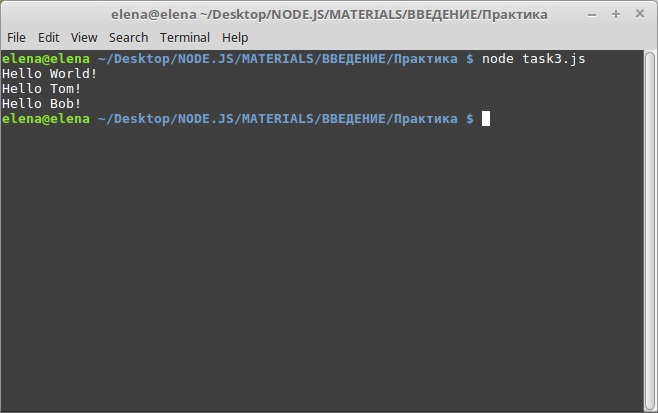 elena@elena ~/Desktop/NODE.JS/MATERIALS/ВВЕДЕНИЕ/Практика
File Edit View Search Terminal Help
elena@elena ~/Desktop/NODE.JS/MATERIALS/ВВЕДЕНИЕ/Практика $ node task3.js
Hello World!
Hello Tom!
Hello Bob!
elena@elena ~/Desktop/NODE.JS/MATERIALS/ВВЕДЕНИЕ/Практика $